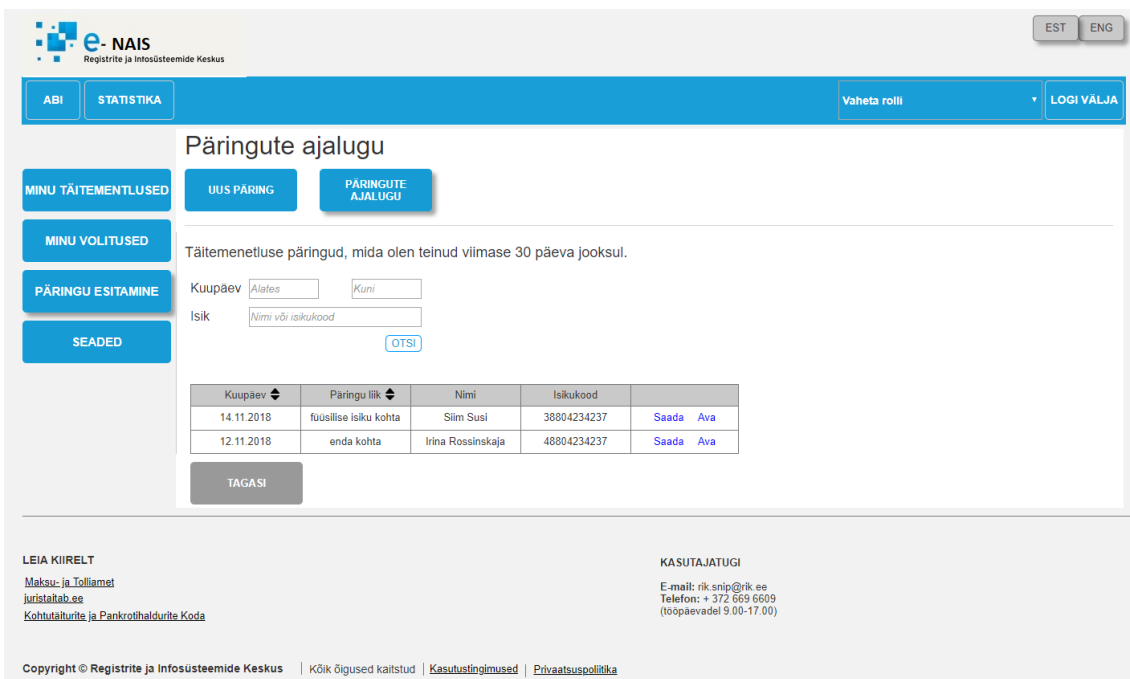 e- NAIS
Registrite ja Infosüsteemide Keskus
EST ENG
ABI STATISTIKA Vaheta rolli LOGI VÄLJA
Päringute ajalugu
MINU TÄITEMENTLUSED
UUS PÄRING
PÄRINGUTE
AJALUGU
MINU VOLITUSED
Täitemenetluse päringud, mida olen teinud viimase 30 päeva jooksul.
PÄRINGU ESITAMINE
Kuupäev Alates Kuni
Isik Nimi või isikukood
SEADED
OTSI
Kuupäev Päringu liik Nimi Isikukood
14.11.2018 füüsilise isiku kohta Siim Susi 38804234237 Saada Ava
12.11.2018 enda kohta Irina Rossinskaja 48804234237 Saada Ava
TAGASI
LEIA KIIRELT
Maksu- ja Tolliamet
juristaitab.ee
Kohtutäiturite ja Pankrotihaldurite Koda
KASUTAJATUGI
E-mail: rik.snip@rik.ee
Telefon: + 372 669 6609
(tööpäevadel 9.00-17.00)
Copyright © Registrite ja Infosüsteemide Keskus | Kõik õigused kaitstud | Kasutustingimused | Privaatsuspoliitika